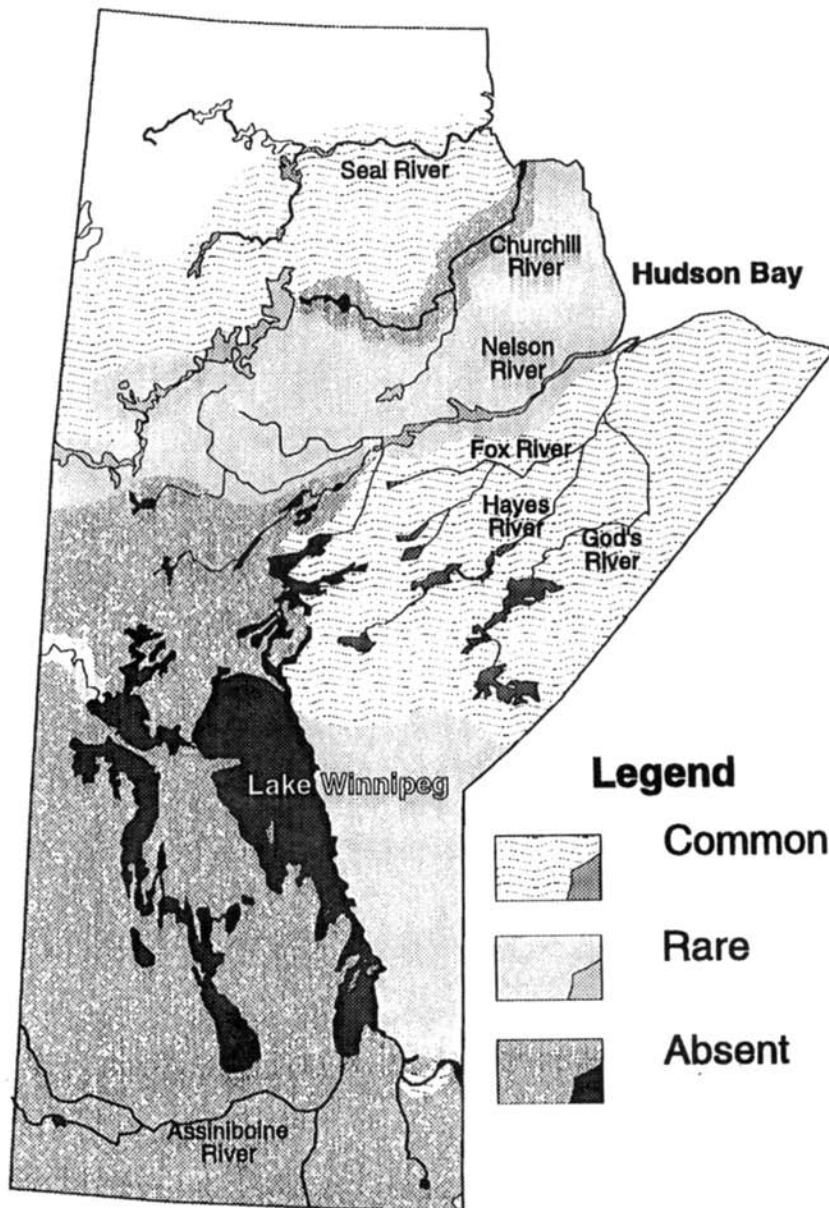 Seal River
Churchill
River
Hudson Bay
Nelson
River
Fox River
Hayes
River
God's
River
Lake Winnipeg
Legend
Common
Rare
Absent
Assiniboine
River